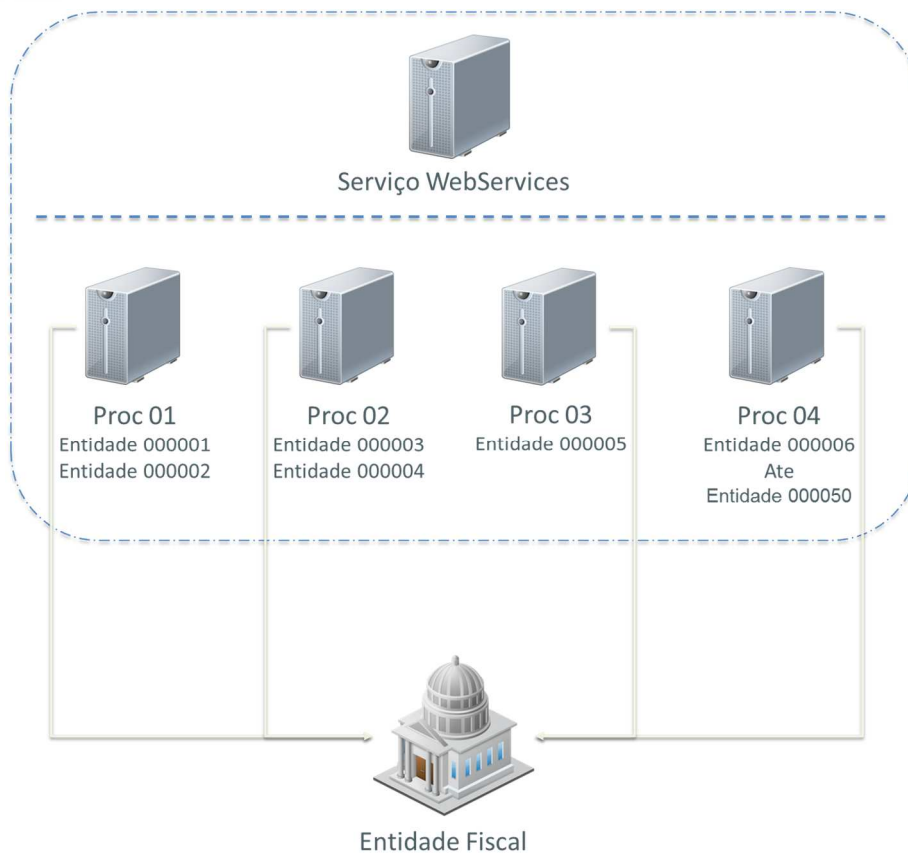 Serviço WebServices
Proc 01
Entidade 000001
Entidade 000002
Proc 02
Entidade 000003
Entidade 000004
Proc 03
Entidade 000005
Proc 04
Entidade 000006
Ate
Entidade 000050
Entidade Fiscal